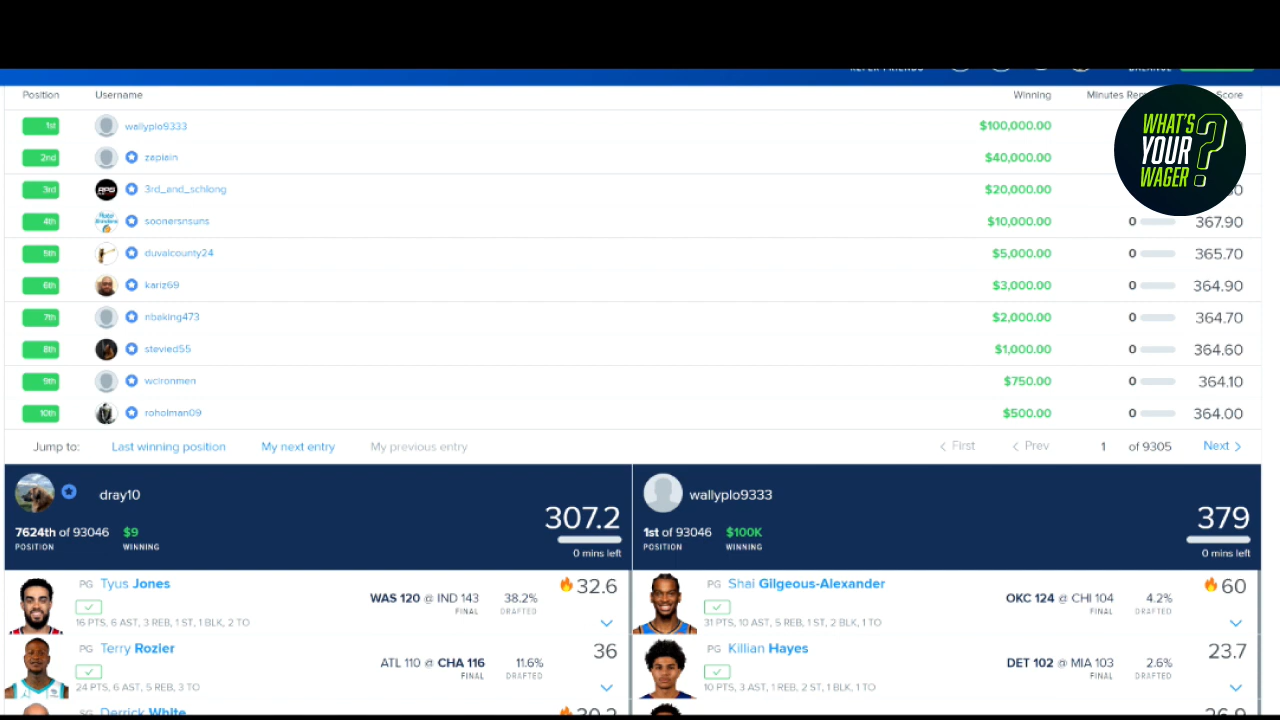 Position Username Winning Score
1st wallyplo9333 $100,000.00
2nd zaplain $40,000.00
3rd 3rd_and_schlong $20,000.00
4th soonersnsuns $10,000.00 0 367.90
5th duvalcounty24 $5,000.00 0 365.70
6th kariz69 $3,000.00 0 364.90
7th nbaking473 $2,000.00 0 364.70
8th stevied55 $1,000.00 0 364.60
9th wcironmen $750.00 0 364.10
10th roholman09 $500.00 0 364.00
WHAT'S
YOUR
WAGER
?
Jump to: Last winning position My next entry My previous entry < First < Prev 1 of 9305 Next >
dray10
307.2
7624th of 93046 $9
POSITION WINNING
0 mins left
wallyplo9333
379
1st of 93046 $100K
POSITION WINNING
0 mins left
PG Tyus Jones
32.6
WAS 120 @ IND 143 38.2%
FINAL DRAFTED
16 PTS, 6 AST, 3 REB, 1 ST, 1 BLK, 2 TO
PG Terry Rozier
36
ATL 110 @ CHA 116 11.6%
FINAL DRAFTED
24 PTS, 6 AST, 5 REB, 3 TO
SG Derrick White
30.2
PG Shai Gilgeous-Alexander
60
OKC 124 @ CHI 104 4.2%
FINAL DRAFTED
31 PTS, 10 AST, 5 REB, 1 ST, 2 BLK, 1 TO
PG Killian Hayes
23.7
DET 102 @ MIA 103 2.6%
FINAL DRAFTED
10 PTS, 3 AST, 1 REB, 2 ST, 1 BLK, 1 TO